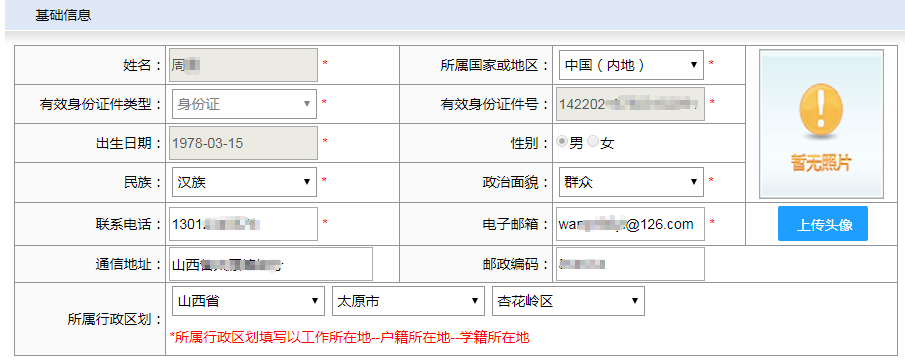 基础信息
姓名： 周 * 所属国家或地区： 中国（内地） *
有效身份证件类型： 身份证 * 有效身份证件号： 142202 *
暂无照片
出生日期： 1978-03-15 * 性别： 男 女
民族： 汉族 * 政治面貌： 群众 *
联系电话： 1301 * 电子邮箱： wan @126.com * 上传头像
通信地址： 山西省 邮政编码：
所属行政区划： 山西省 太原市 杏花岭区
*所属行政区划填写以工作所在地--户籍所在地--学籍所在地